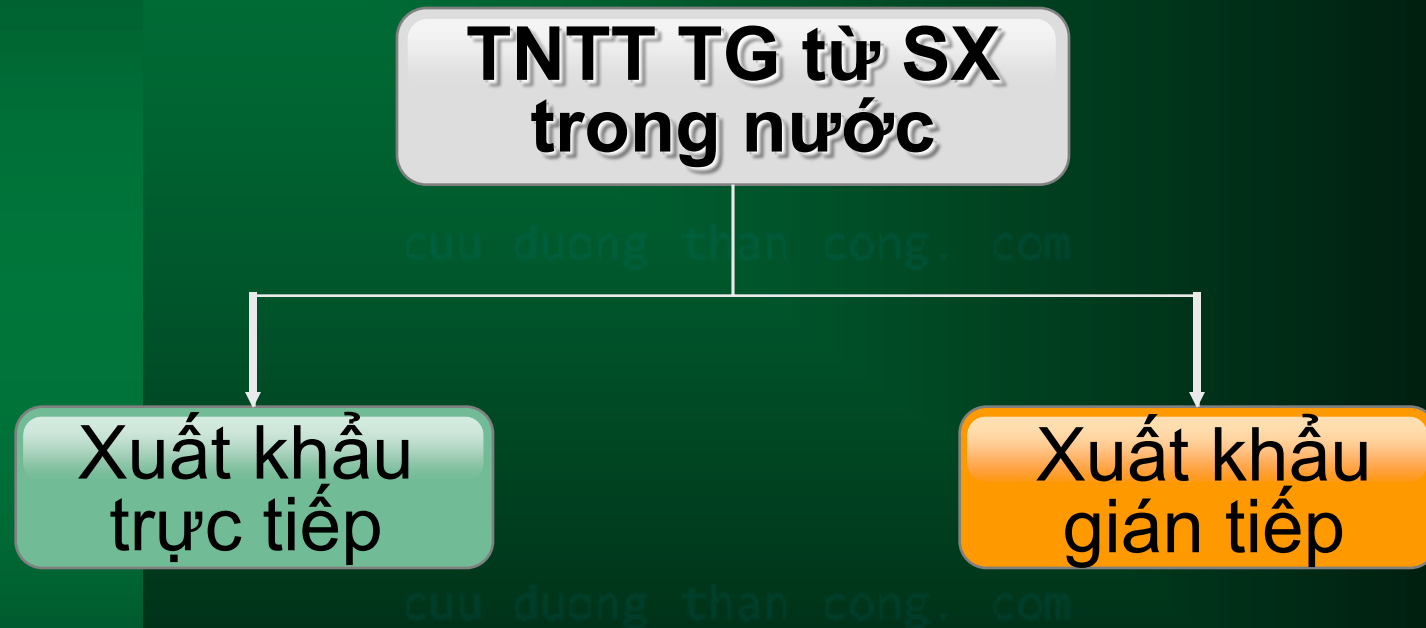 TNTT TG từ SX
trong nước
cuu duong than cong. com
Xuất khẩu
trực tiếp
Xuất khẩu
gián tiếp
cuu duong than cong. com